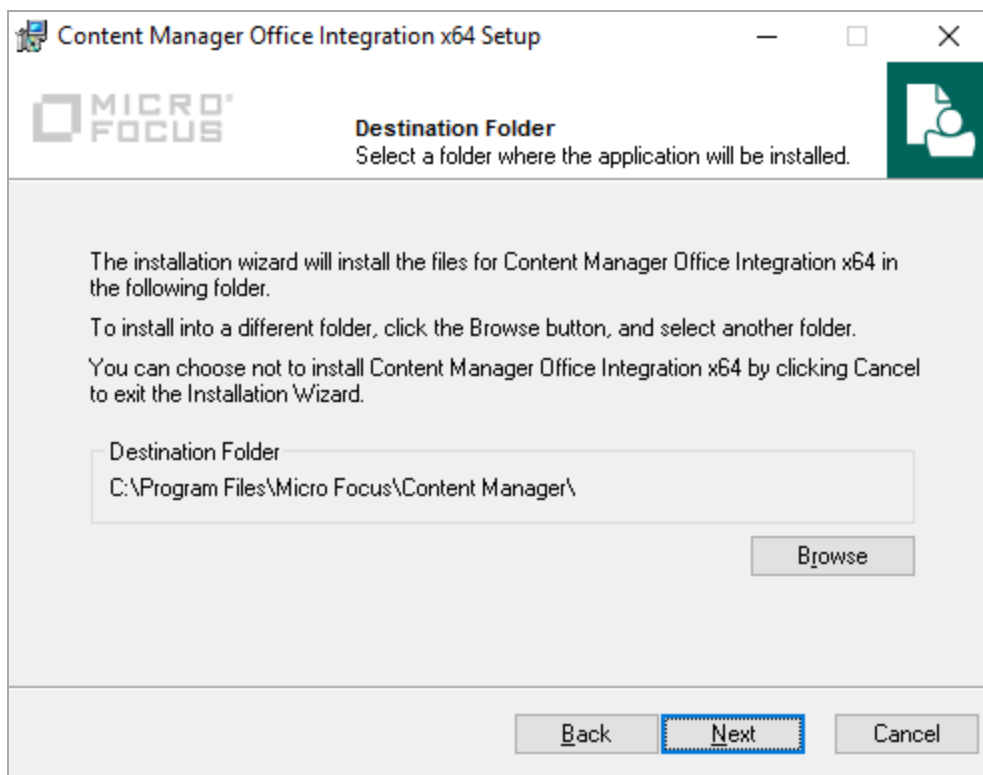 Content Manager Office Integration x64 Setup
MICRO
FOCUS
Destination Folder
Select a folder where the application will be installed.
The installation wizard will install the files for Content Manager Office Integration x64 in
the following folder.
To install into a different folder, click the Browse button, and select another folder.
You can choose not to install Content Manager Office Integration x64 by clicking Cancel
to exit the Installation Wizard.
Destination Folder
C:\Program Files\Micro Focus\Content Manager\
Browse
Back
Next
Cancel